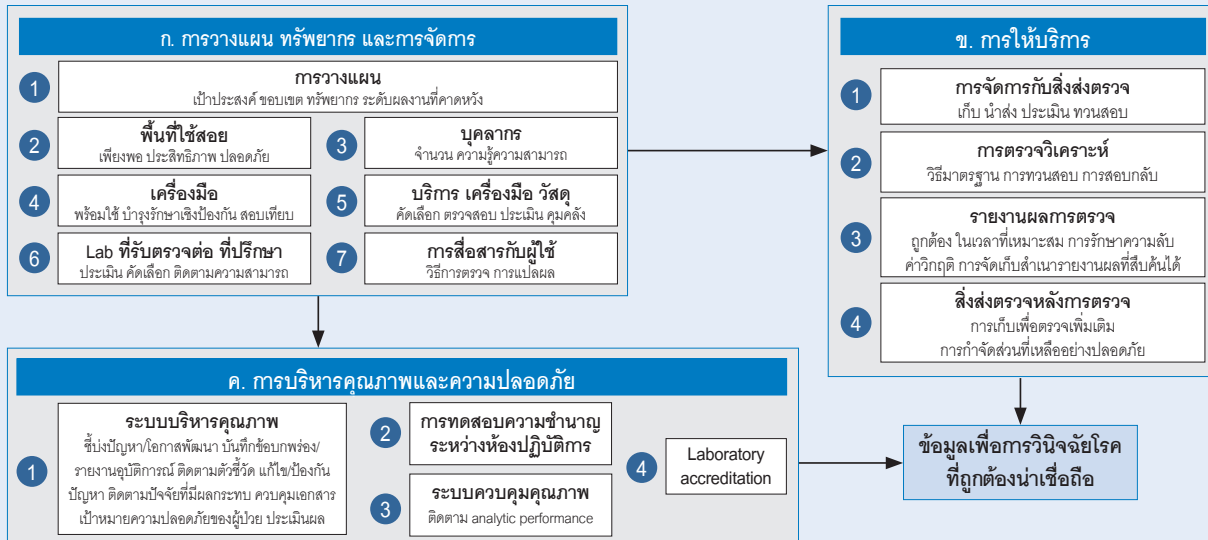 ก. การวางแผน ทรัพยากร และการจัดการ
1
การวางแผน
เป้าประสงค์ ขอบเขต ทรัพยากร ระดับผลงานที่คาดหวัง
2
พื้นที่ใช้สอย
เพียงพอ ประสิทธิภาพ ปลอดภัย
3
บุคลากร
จำนวน ความรู้ความสามารถ
4
เครื่องมือ
พร้อมใช้ บำรุงรักษาเชิงป้องกัน สอบเทียบ
5
บริการ เครื่องมือ วัสดุ
คัดเลือก ตรวจสอบ ประเมิน คุมคลัง
6
Lab ที่รับตรวจต่อ ที่ปรึกษา
ประเมิน คัดเลือก ติดตามความสามารถ
7
การสื่อสารกับผู้ใช้
วิธีการตรวจ การแปลผล
ข. การให้บริการ
1
การจัดการกับสิ่งส่งตรวจ
เก็บ นำส่ง ประเมิน ทวนสอบ
2
การตรวจวิเคราะห์
วิธีมาตรฐาน การทวนสอบ การสอบกลับ
3
รายงานผลการตรวจ
ถูกต้อง ในเวลาที่เหมาะสม การรักษาความลับ
ค่าวิกฤติ การจัดเก็บสำเนารายงานผลที่สืบค้นได้
4
สิ่งส่งตรวจหลังการตรวจ
การเก็บเพื่อตรวจเพิ่มเติม
การกำจัดส่วนที่เหลืออย่างปลอดภัย
ค. การบริหารคุณภาพและความปลอดภัย
1
ระบบบริหารคุณภาพ
ชี้บ่งปัญหา/โอกาสพัฒนา บันทึกข้อบกพร่อง/
รายงานอุบัติการณ์ ติดตามตัวชี้วัด แก้ไข/ป้องกัน
ปัญหา ติดตามปัจจัยที่มีผลกระทบ ควบคุมเอกสาร
เป้าหมายความปลอดภัยของผู้ป่วย ประเมินผล
2
การทดสอบความชำนาญ
ระหว่างห้องปฏิบัติการ
3
ระบบควบคุมคุณภาพ
ติดตาม analytic performance
4
Laboratory
accreditation
ข้อมูลเพื่อการวินิจฉัยโรค
ที่ถูกต้องน่าเชื่อถือ